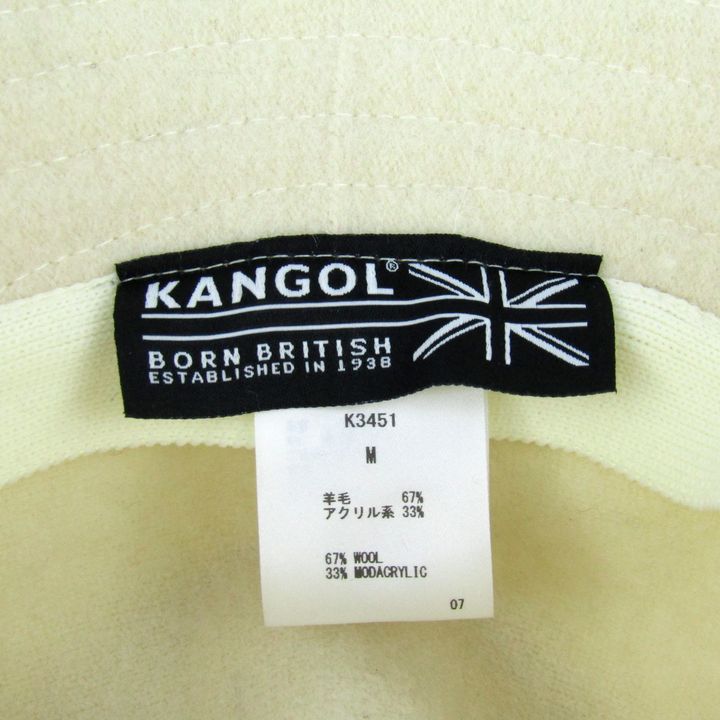 KANGOL®
BORN BRITISH
ESTABLISHED IN 1938
K3451
M
羊毛 67%
アクリル系 33%
67% WOOL
33% MODACRYLIC
07